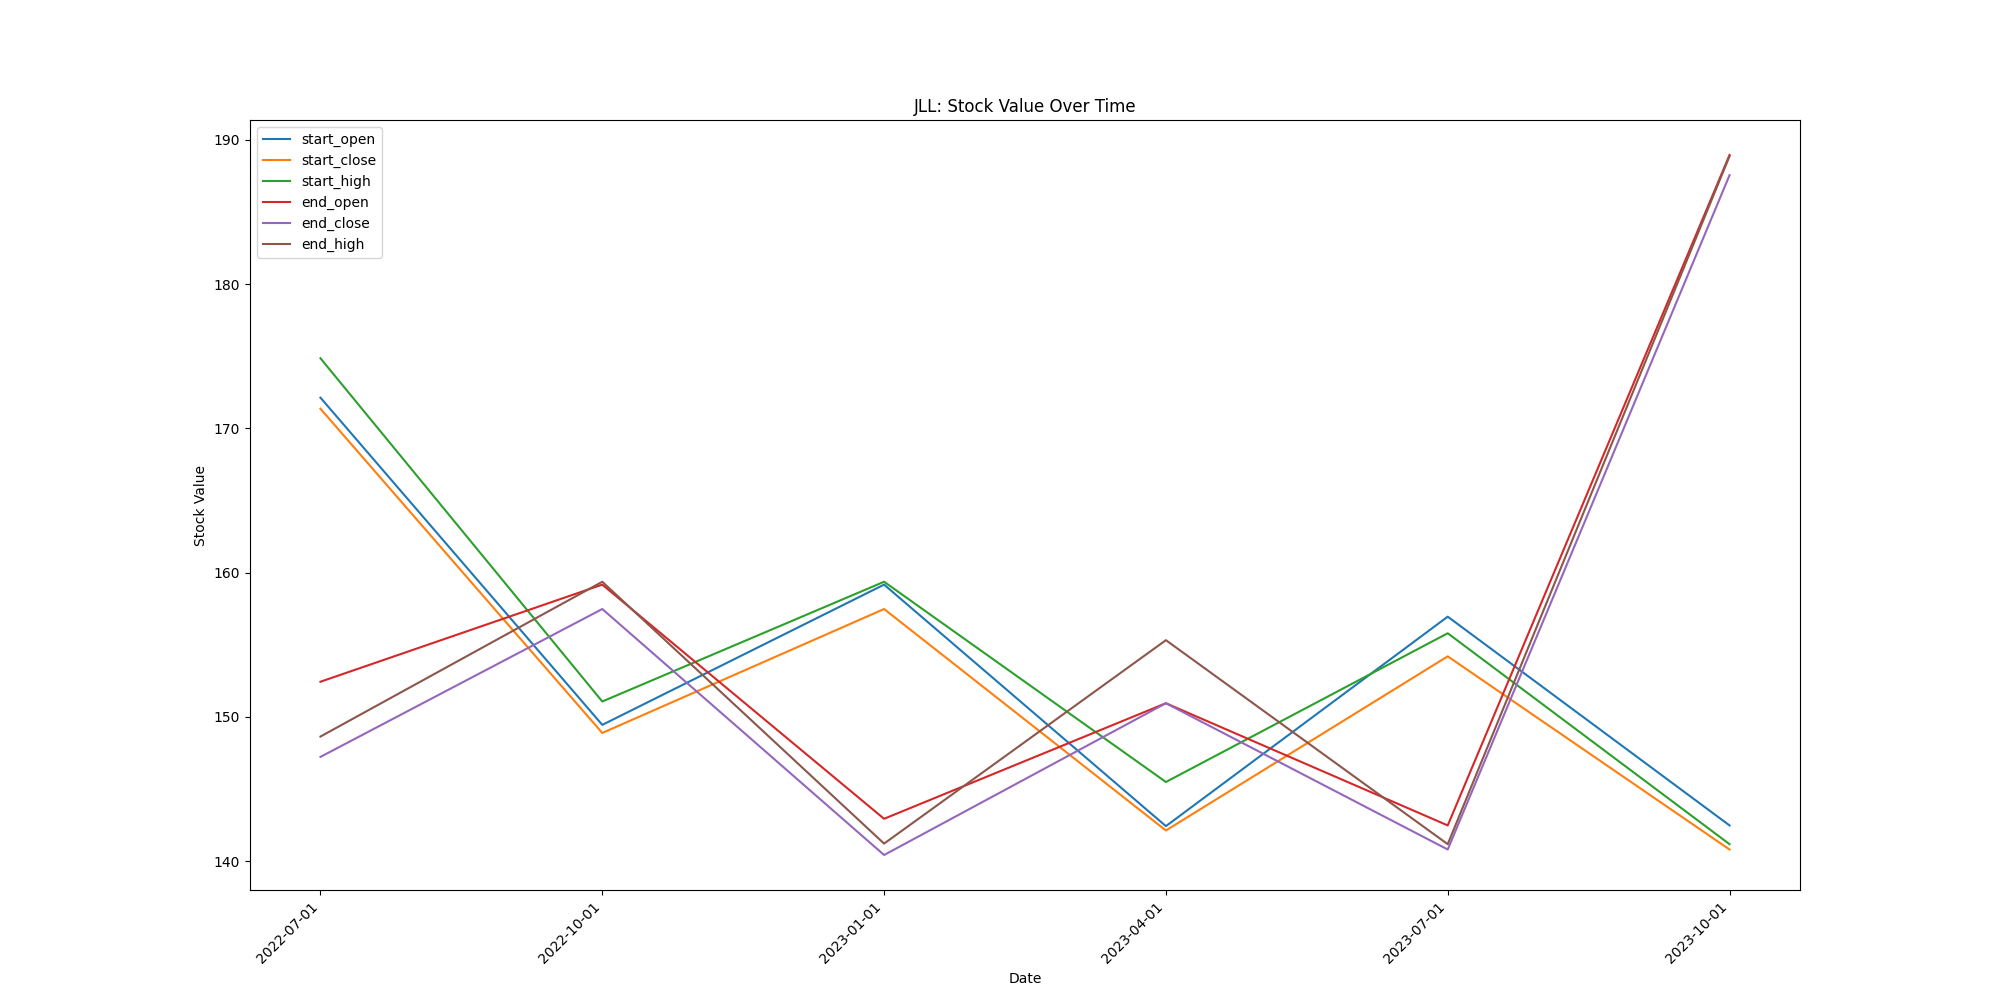 JLL: Stock Value Over Time
start_open
start_close
start_high
end_open
end_close
end_high
190
180
170
160
150
140
Stock Value
2022-07-01
2022-10-01
2023-01-01
2023-04-01
2023-07-01
2023-10-01
Date